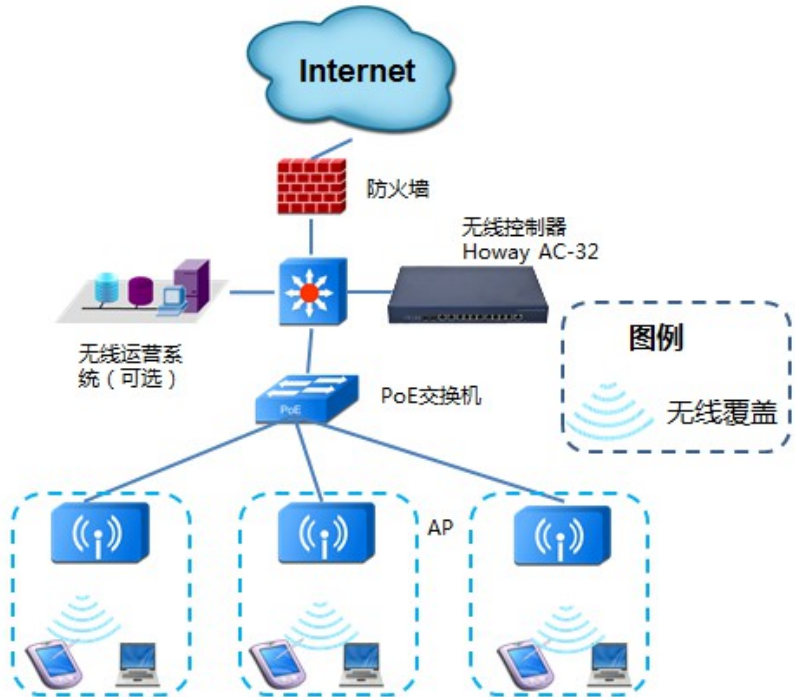 Internet
防火墙
无线控制器
Howay AC-32
无线运营系
统（可选）
图例
PoE交换机
PoE
无线覆盖
AP